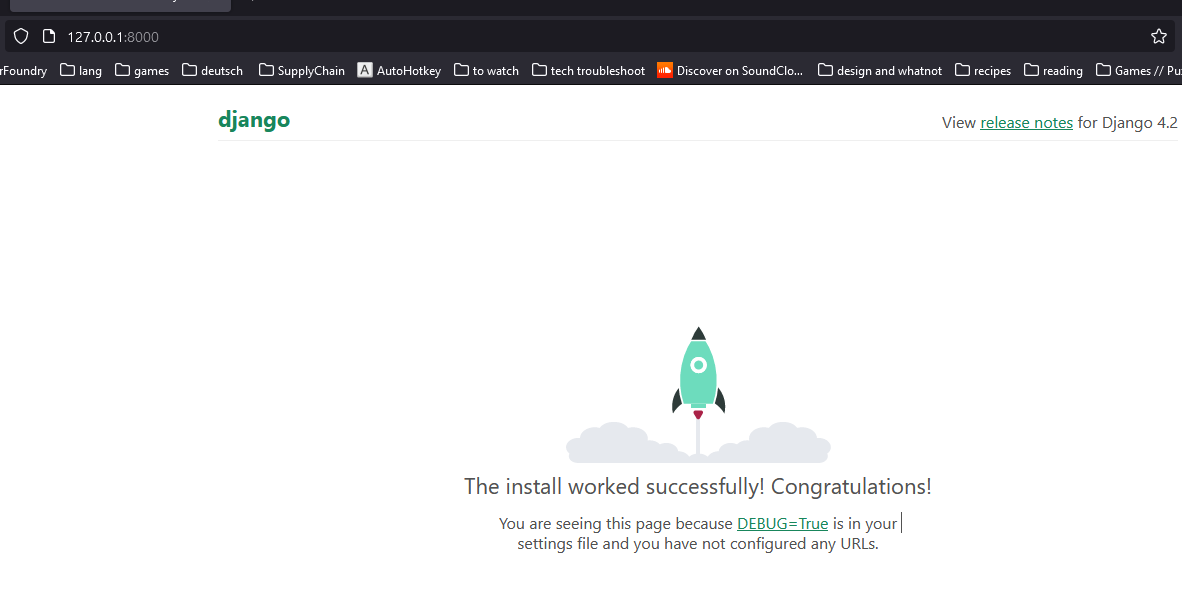 127.0.0.1:8000
rFoundry lang games deutsch SupplyChain A AutoHotkey to watch tech troubleshoot Discover on SoundClo... design and whatnot recipes reading Games // Pu
django
View release notes for Django 4.2
The install worked successfully! Congratulations!
You are seeing this page because DEBUG=True is in your
settings file and you have not configured any URLs.